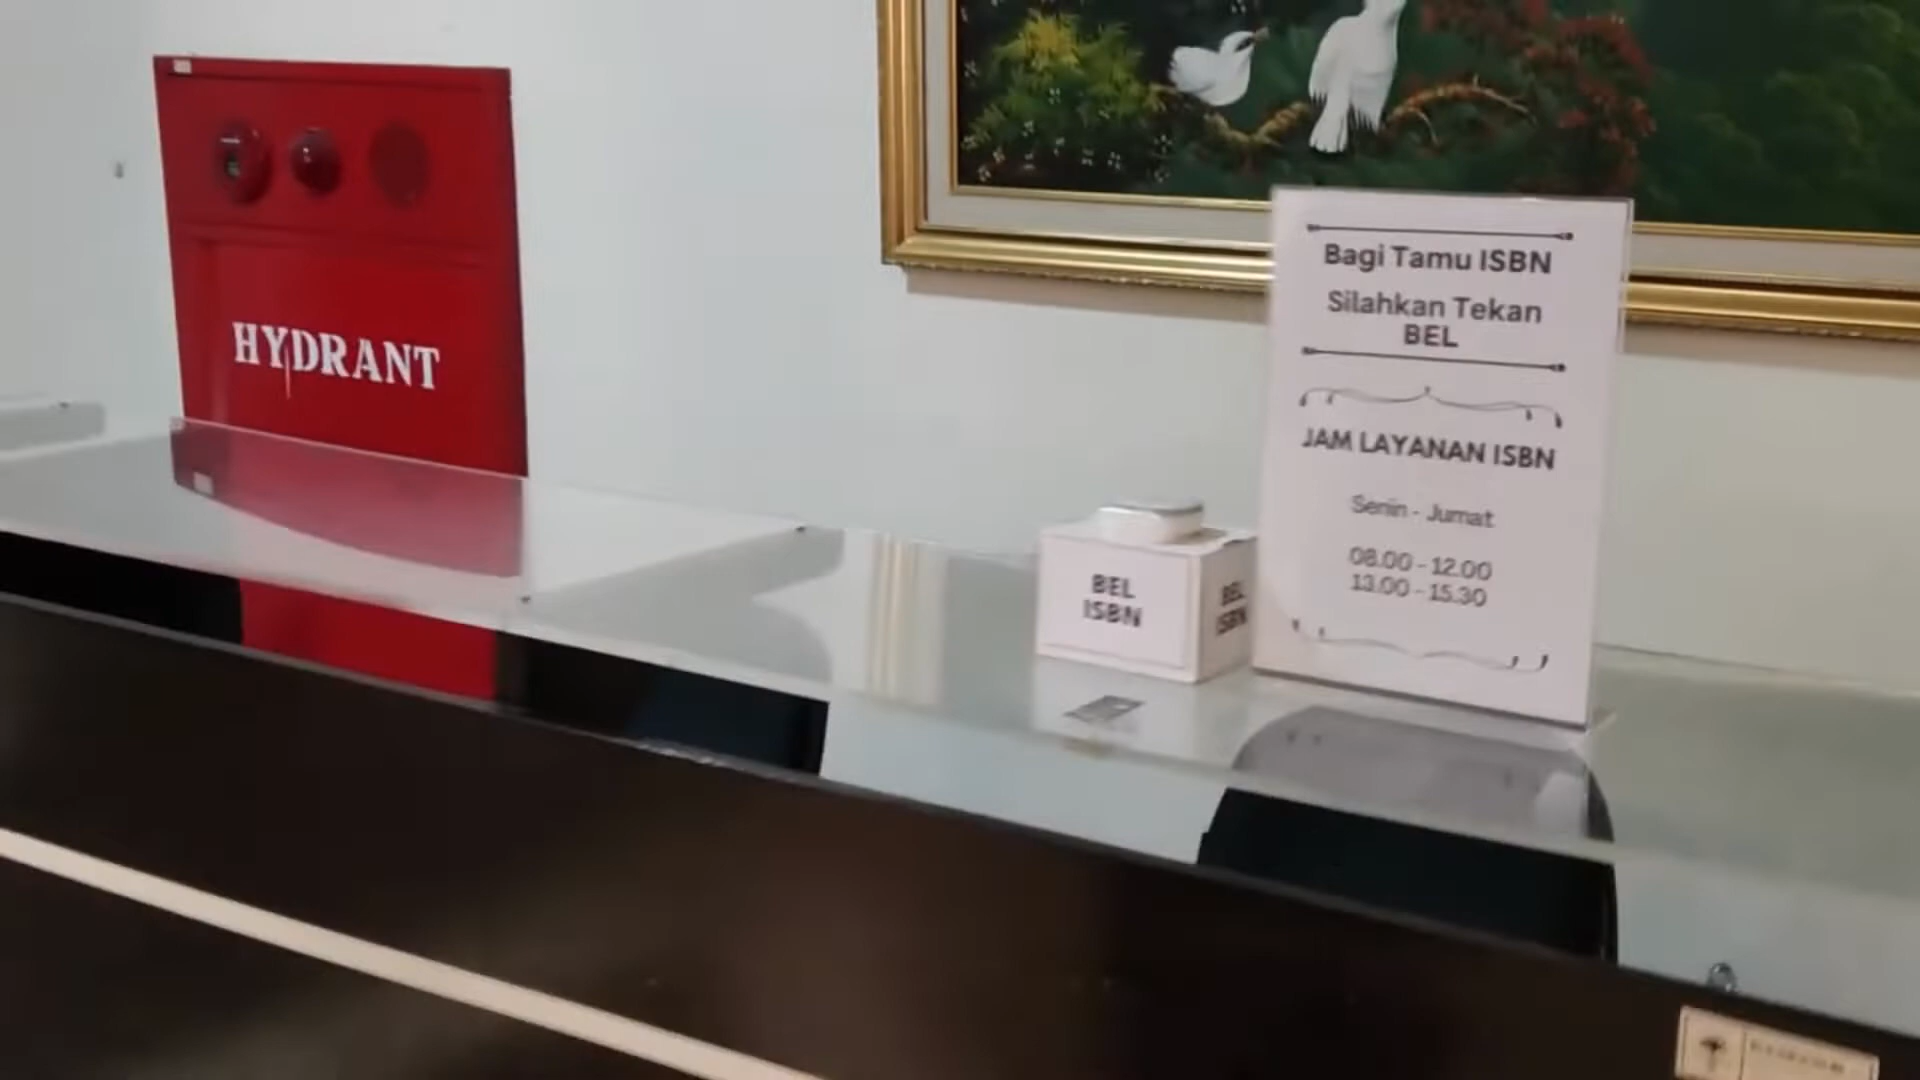 HYDRANT
Bagi Tamu ISBN
Silahkan Tekan
BEL
JAM LAYANAN ISBN
Senin - Jumat
08.00 - 12.00
13.00 - 15.30
BEL
ISBN
BEL
ISBN